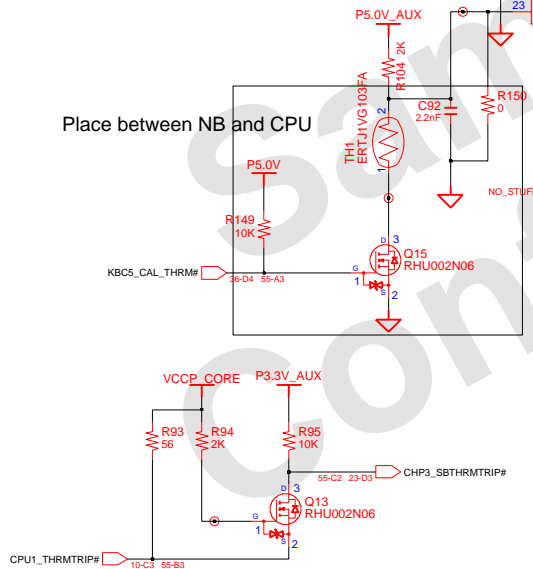 23
P5.0V_AUX
R104 2K
R150
0
C92
2.2nF
Place between NB and CPU
TH1
ERTJ1VG103FA
2
1
P5.0V
R149
10K
D 3
Q15
RHU002N06
G
1
S
2
KBC5_CAL_THRM#
36-D4 55-A3
VCCP_CORE
P3.3V_AUX
R93
56
R94
2K
R95
10K
55-C2 23-D3
CHP3_SBTHRMTRIP#
D 3
Q13
RHU002N06
G
1
S
2
CPU1_THRMTRIP#
10-C3 55-B3